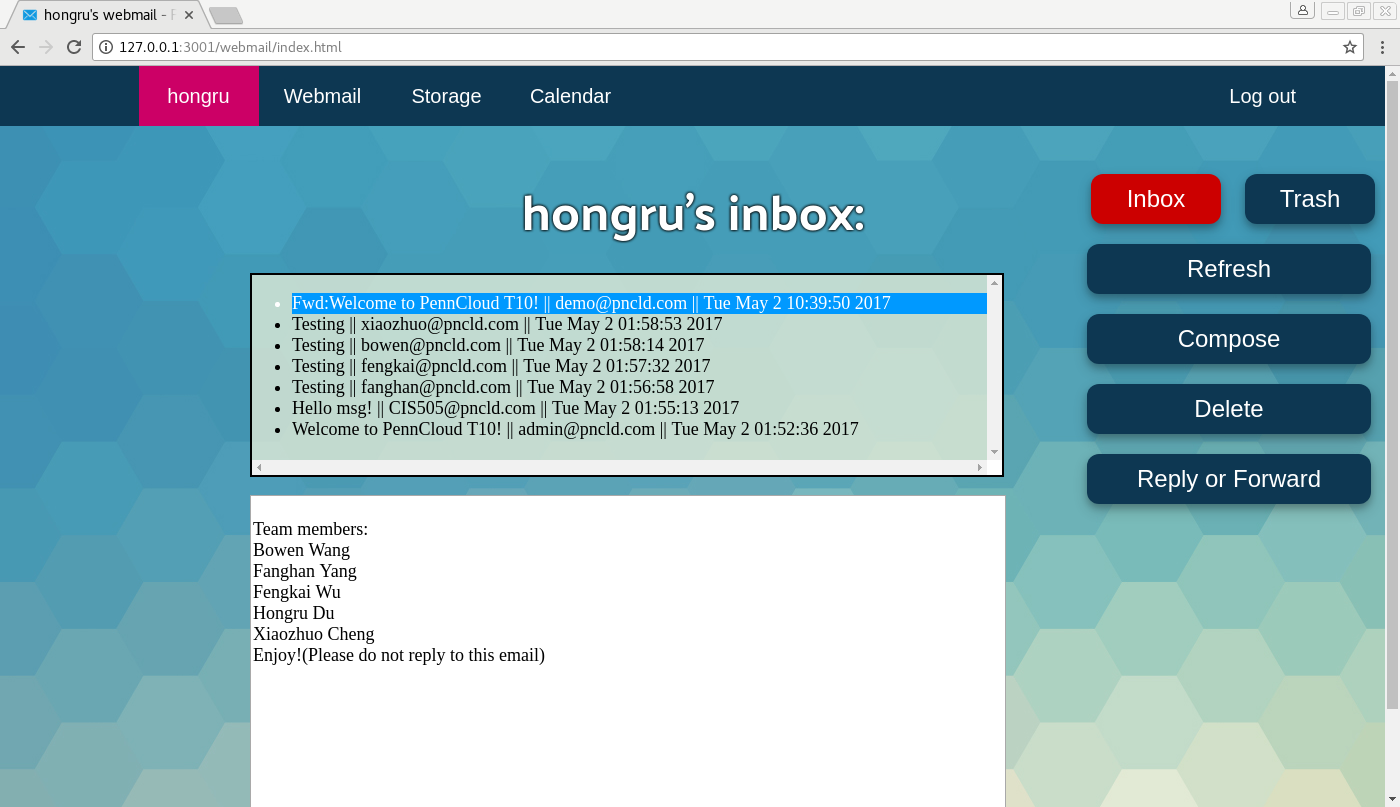 hongru's webmail -
127.0.0.1:3001/webmail/index.html
hongru Webmail Storage Calendar Log out
Inbox Trash
hongru's inbox:
Refresh
Fwd:Welcome to PennCloud T10! || demo@pncld.com || Tue May 2 10:39:50 2017
Testing || xiaozhuo@pncld.com || Tue May 2 01:58:53 2017
Testing || bowen@pncld.com || Tue May 2 01:58:14 2017
Testing || fengkai@pncld.com || Tue May 2 01:57:32 2017
Testing || fanghan@pncld.com || Tue May 2 01:56:58 2017
Hello msg! || CIS505@pncld.com || Tue May 2 01:55:13 2017
Welcome to PennCloud T10! || admin@pncld.com || Tue May 2 01:52:36 2017
Compose
Delete
Reply or Forward
Team members:
Bowen Wang
Fanghan Yang
Fengkai Wu
Hongru Du
Xiaozhuo Cheng
Enjoy!(Please do not reply to this email)